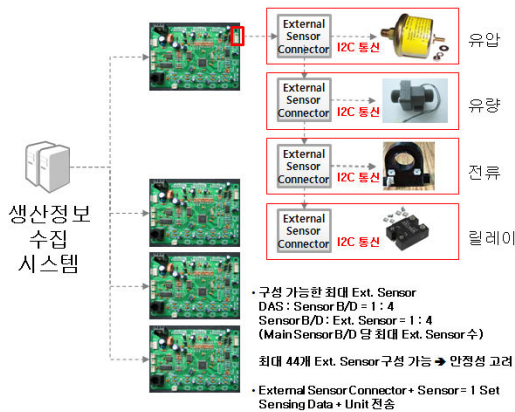 External
Sensor
Connector
I2C 통신
유압
External
Sensor
Connector
I2C 통신
유량
External
Sensor
Connector
I2C 통신
전류
External
Sensor
Connector
I2C 통신
릴레이
생산정보
수집
시스템
• 구성 가능한 최대 Ext. Sensor
DAS : Sensor B/D = 1 : 4
Sensor B/D : Ext. Sensor = 1 : 4
(Main Sensor B/D 당 최대 Ext. Sensor 수)
최대 44개 Ext. Sensor 구성 가능 ➔ 안정성 고려
• External Sensor Connector + Sensor = 1 Set
Sensing Data + Unit 전송